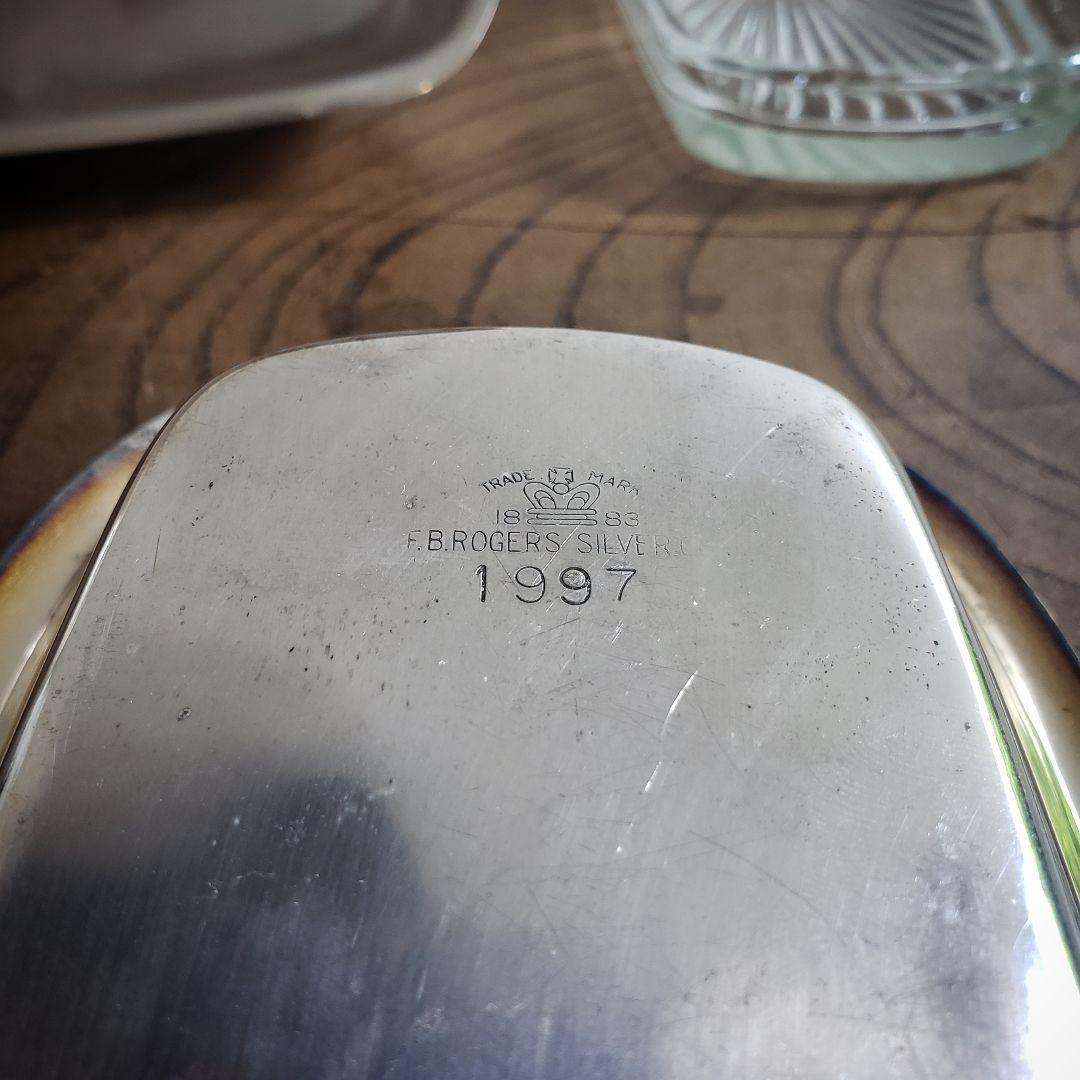 TRADE MARK
18 83
F.B.ROGERS SILVER
1997